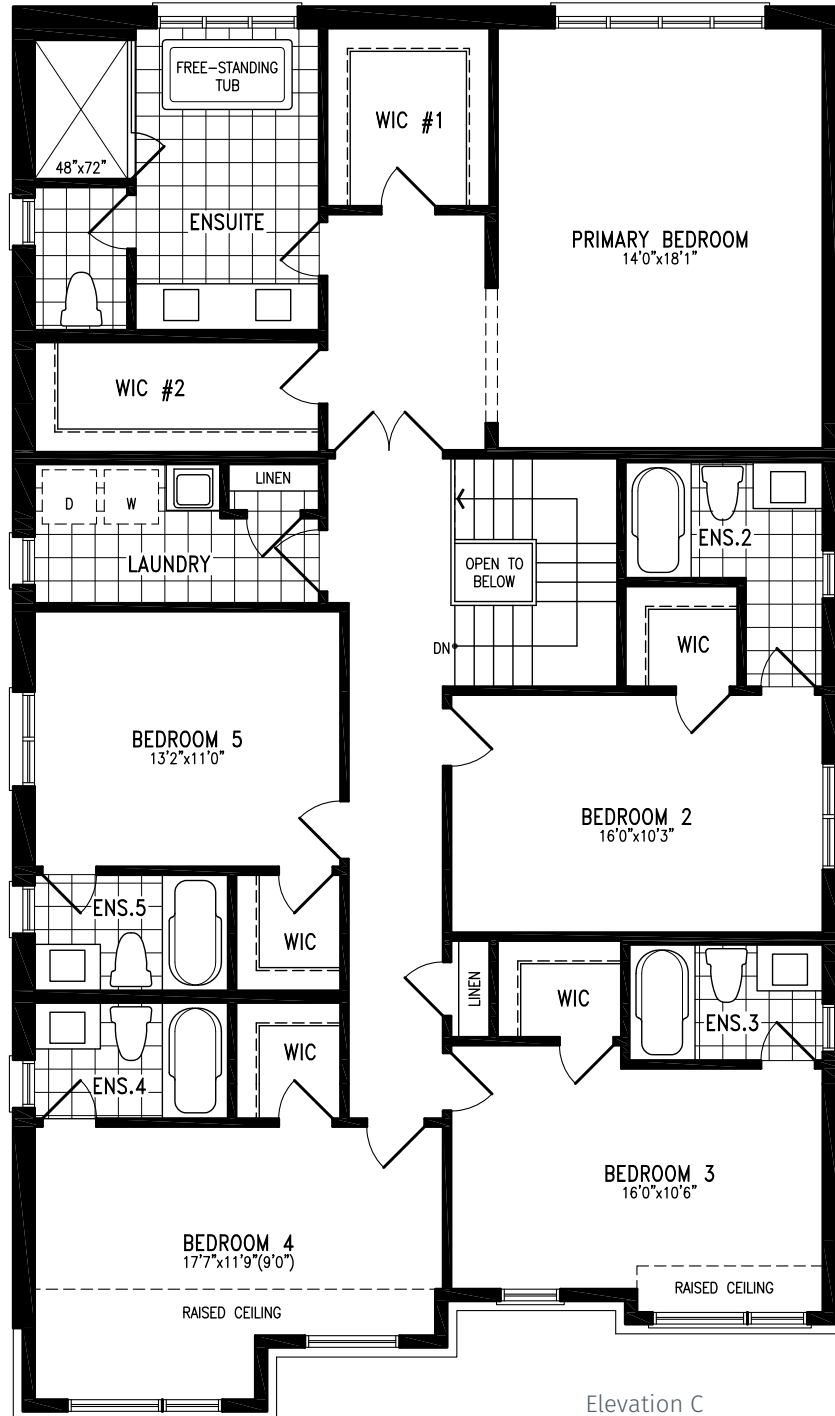 FREE-STANDING
TUB
WIC #1
48"x72"
ENSUITE
PRIMARY BEDROOM
14'0"x18'1"
WIC #2
LINEN
D
W
LAUNDRY
OPEN TO
BELOW
ENS.2
WIC
DN
BEDROOM 5
13'2"x11'0"
BEDROOM 2
16'0"x10'3"
ENS.5
WIC
LINEN
WIC
ENS.3
WIC
ENS.4
BEDROOM 3
16'0"x10'6"
BEDROOM 4
17'7"x11'9"(9'0")
RAISED CEILING
RAISED CEILING
Elevation C